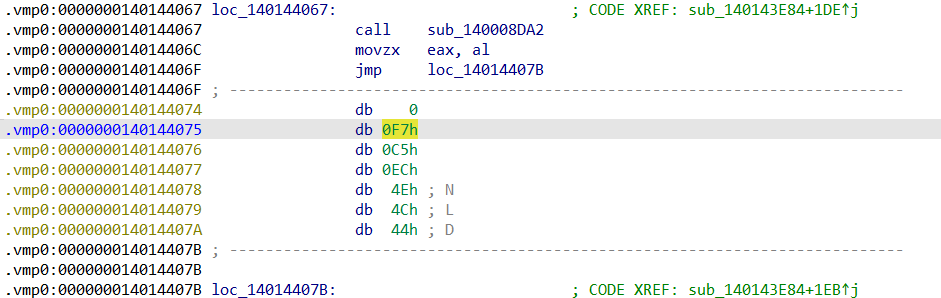 .vmp0:0000000140144067 loc_140144067: ; CODE XREF: sub_140143E84+1DE↑j
.vmp0:0000000140144067 call sub_140008DA2
.vmp0:000000014014406C movzx eax, al
.vmp0:000000014014406F jmp loc_14014407B
.vmp0:000000014014406F ; ---------------------------------------------------------------------------
.vmp0:0000000140144074 db 0
.vmp0:0000000140144075 db 0F7h
.vmp0:0000000140144076 db 0C5h
.vmp0:0000000140144077 db 0ECh
.vmp0:0000000140144078 db 4Eh ; N
.vmp0:0000000140144079 db 4Ch ; L
.vmp0:000000014014407A db 44h ; D
.vmp0:000000014014407B ; ---------------------------------------------------------------------------
.vmp0:000000014014407B
.vmp0:000000014014407B loc_14014407B: ; CODE XREF: sub_140143E84+1EB↑j